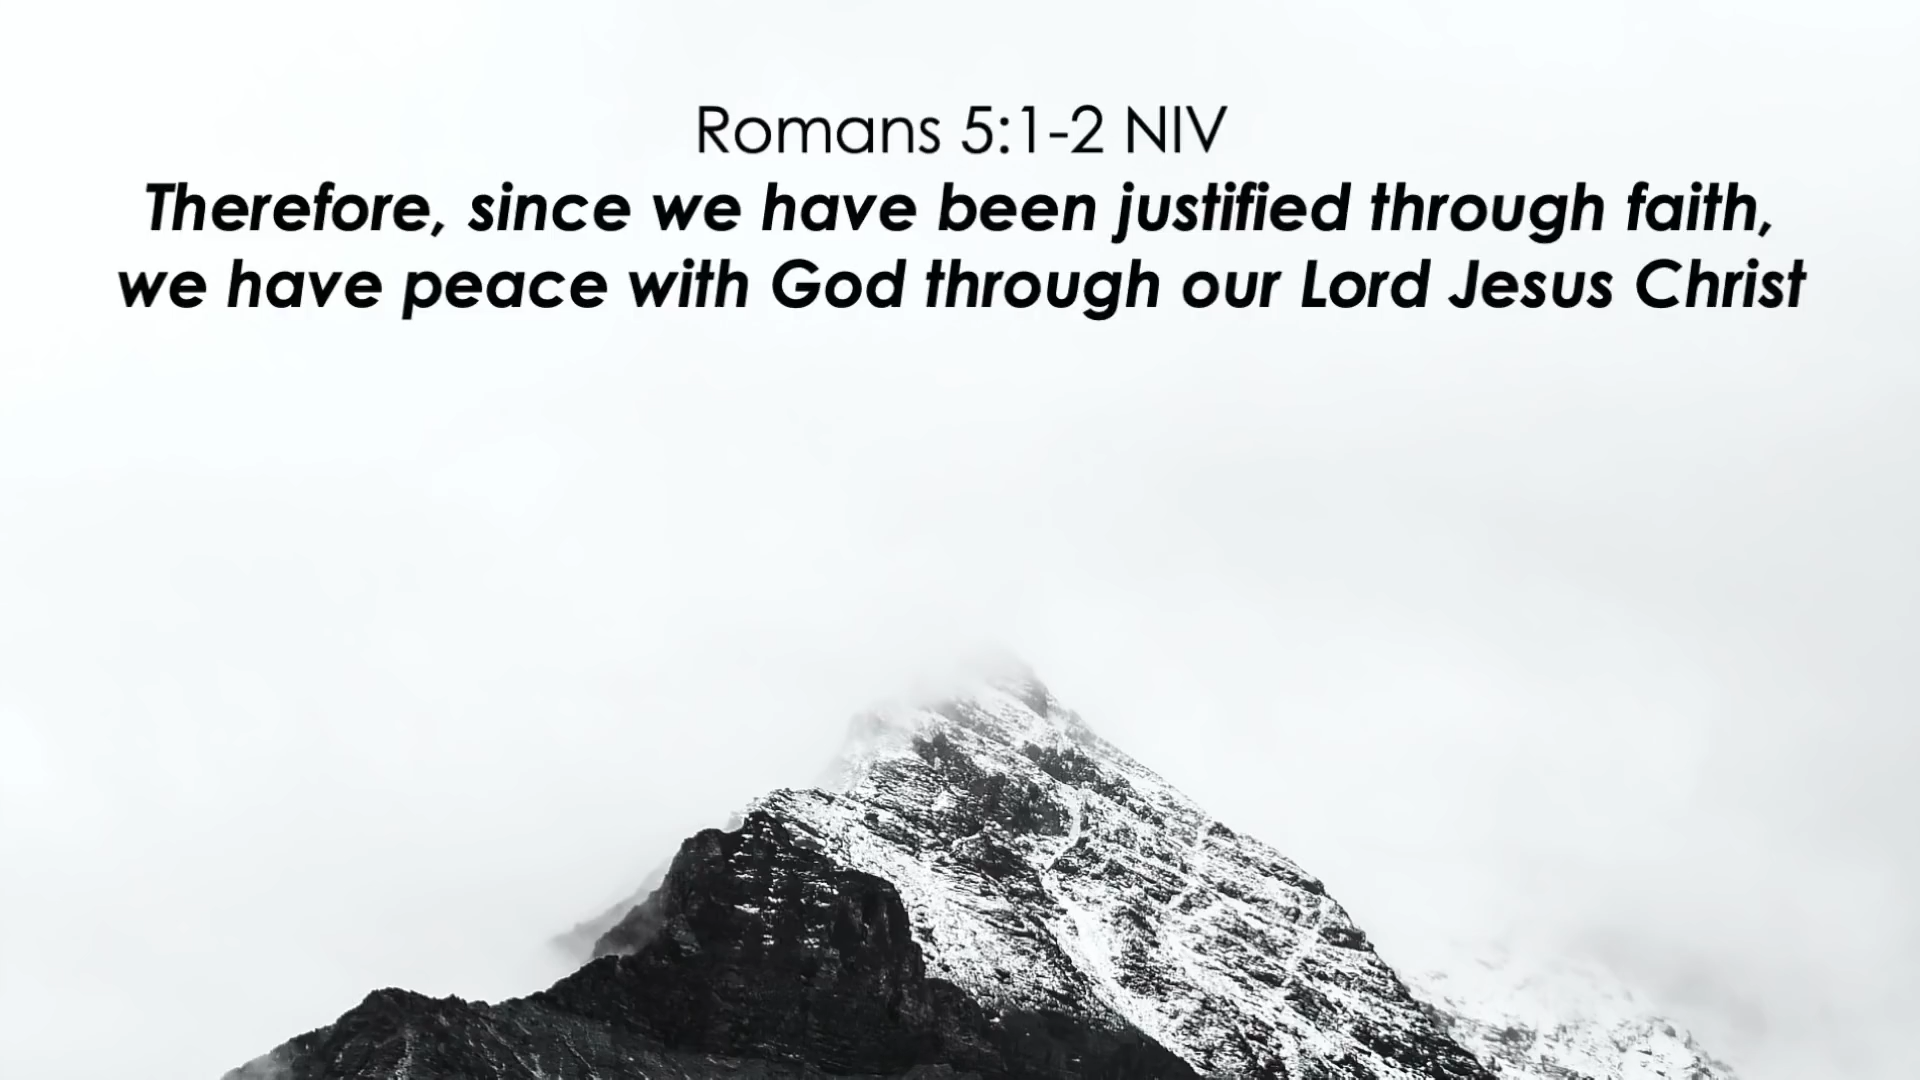 Romans 5:1-2 NIV
Therefore, since we have been justified through faith,
we have peace with God through our Lord Jesus Christ